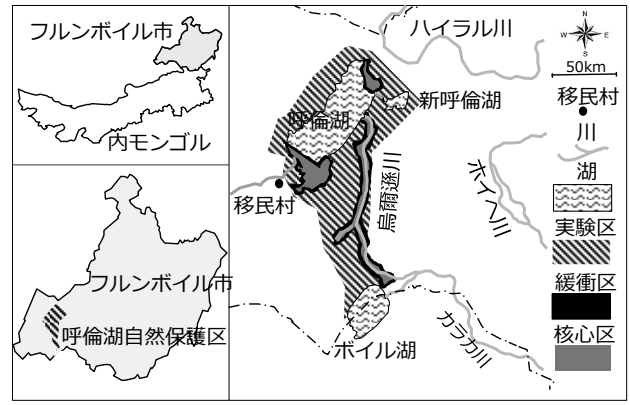 フルンボイル市
内モンゴル
フルンボイル市
呼倫湖自然保護区
ハイラル川
呼倫湖
新呼倫湖
移民村
烏爾遜川
ホイヘ川
ボイル湖
カラカ川
N
W
E
S
50km
移民村
川
湖
実験区
緩衝区
核心区